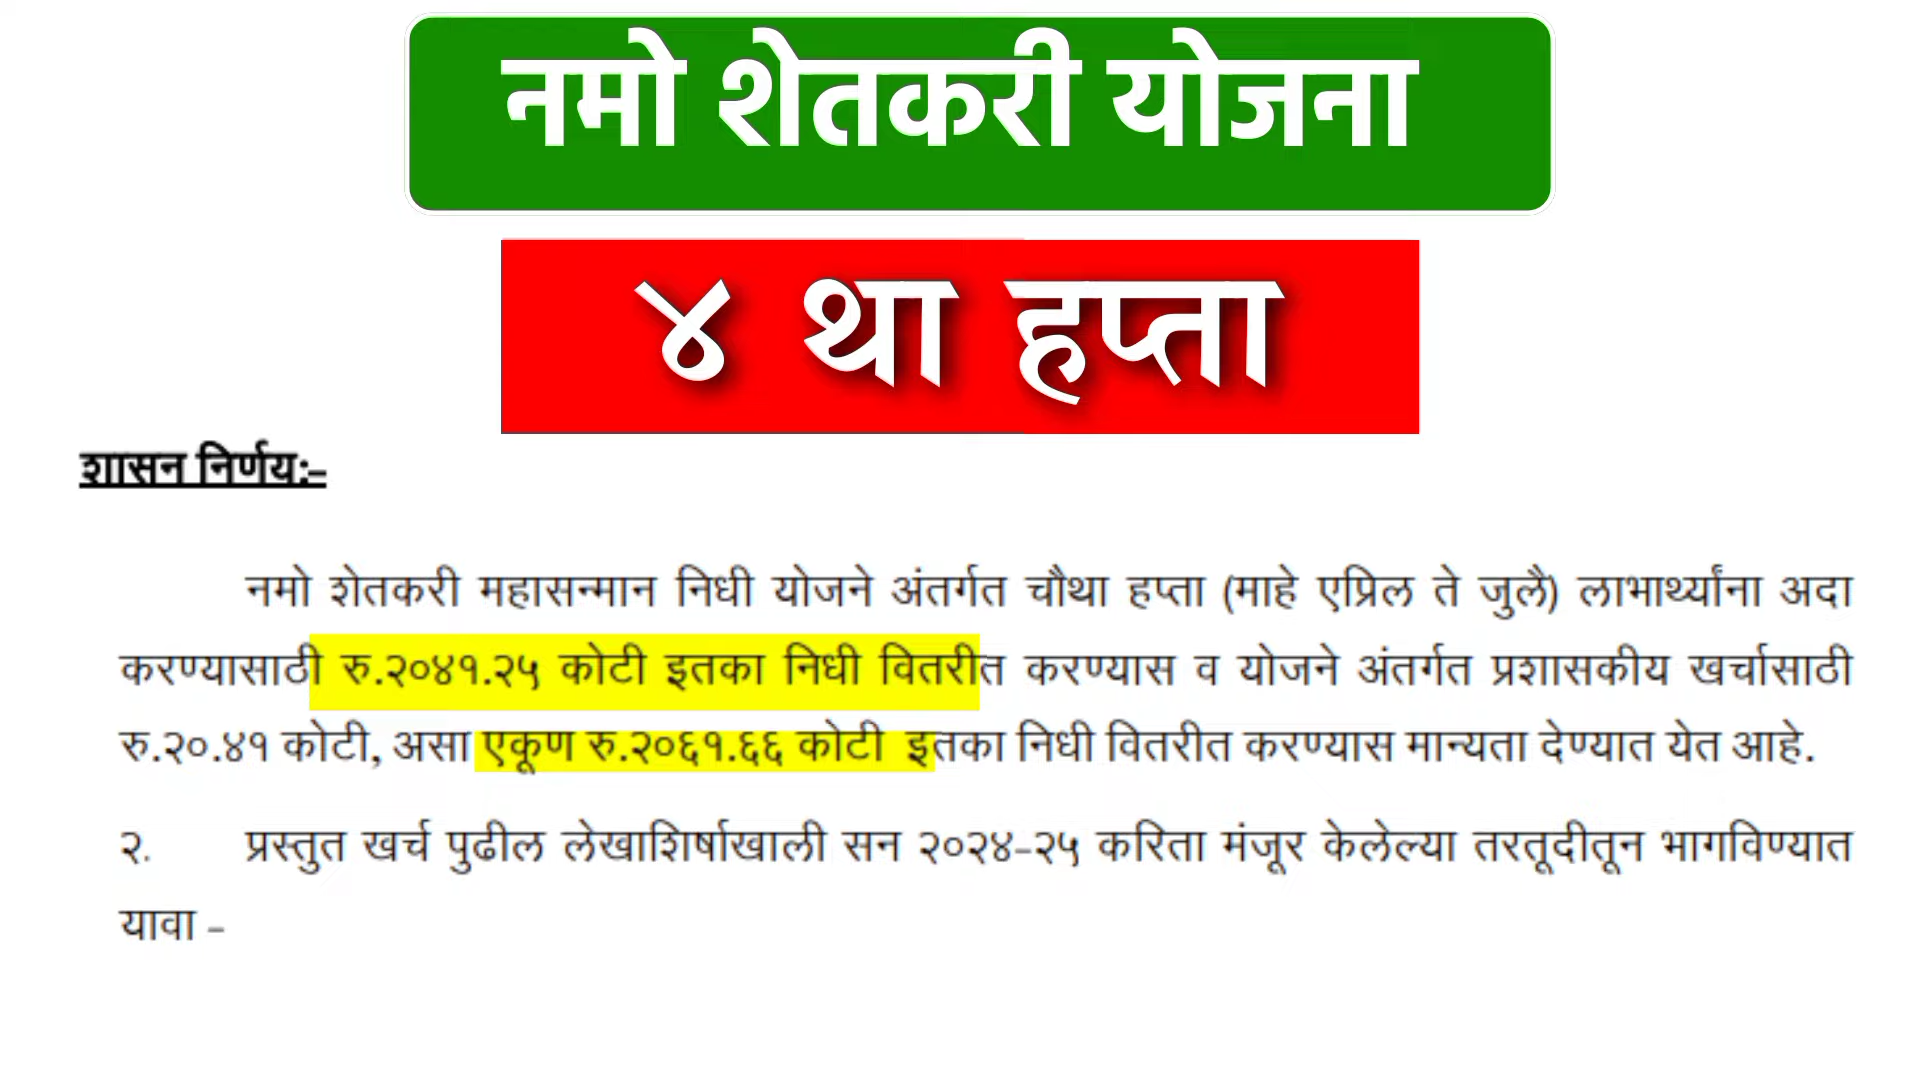 नमो शेतकरी योजना
४ था हप्ता
शासन निर्णय:-
नमो शेतकरी महासन्मान निधी योजने अंतर्गत चौथा हप्ता (माहे एप्रिल ते जुलै) लाभार्थ्यांना अदा
करण्यासाठी रु.२०४१.२५ कोटी इतका निधी वितरीत करण्यास व योजने अंतर्गत प्रशासकीय खर्चासाठी
रु.२०.४१ कोटी, असा एकूण रु.२०६१.६६ कोटी इतका निधी वितरीत करण्यास मान्यता देण्यात येत आहे.
२. प्रस्तुत खर्च पुढील लेखाशिर्षाखाली सन २०२४-२५ करिता मंजूर केलेल्या तरतूदीतून भागविण्यात
यावा -